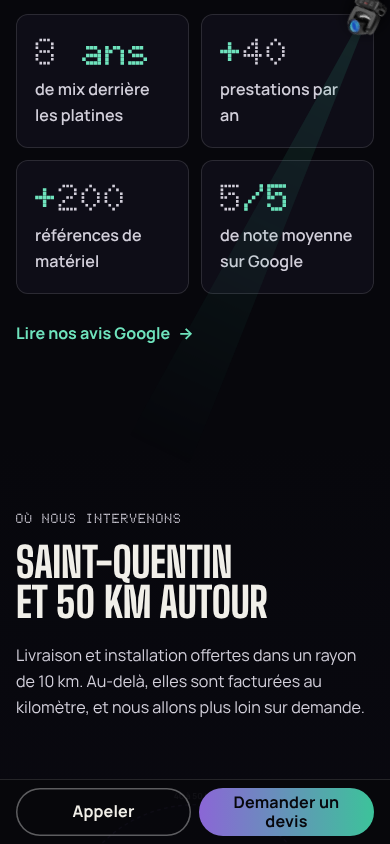 8 ans
de mix derrière
les platines
+40
prestations par
an
+200
références de
matériel
5/5
de note moyenne
sur Google
Lire nos avis Google →
OÙ NOUS INTERVENONS
SAINT-QUENTIN
ET 50 KM AUTOUR
Livraison et installation offertes dans un rayon
de 10 km. Au-delà, elles sont facturées au
kilomètre, et nous allons plus loin sur demande.
Appeler
Demander un
devis